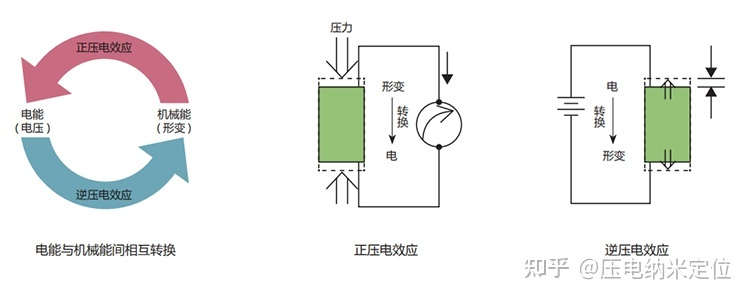 正压电效应
电能
（电压）
机械能
（形变）
逆压电效应
电能与机械能间相互转换
压力
形变
转换
电
正压电效应
电
转换
形变
逆压电效应
知乎 @压电纳米定位